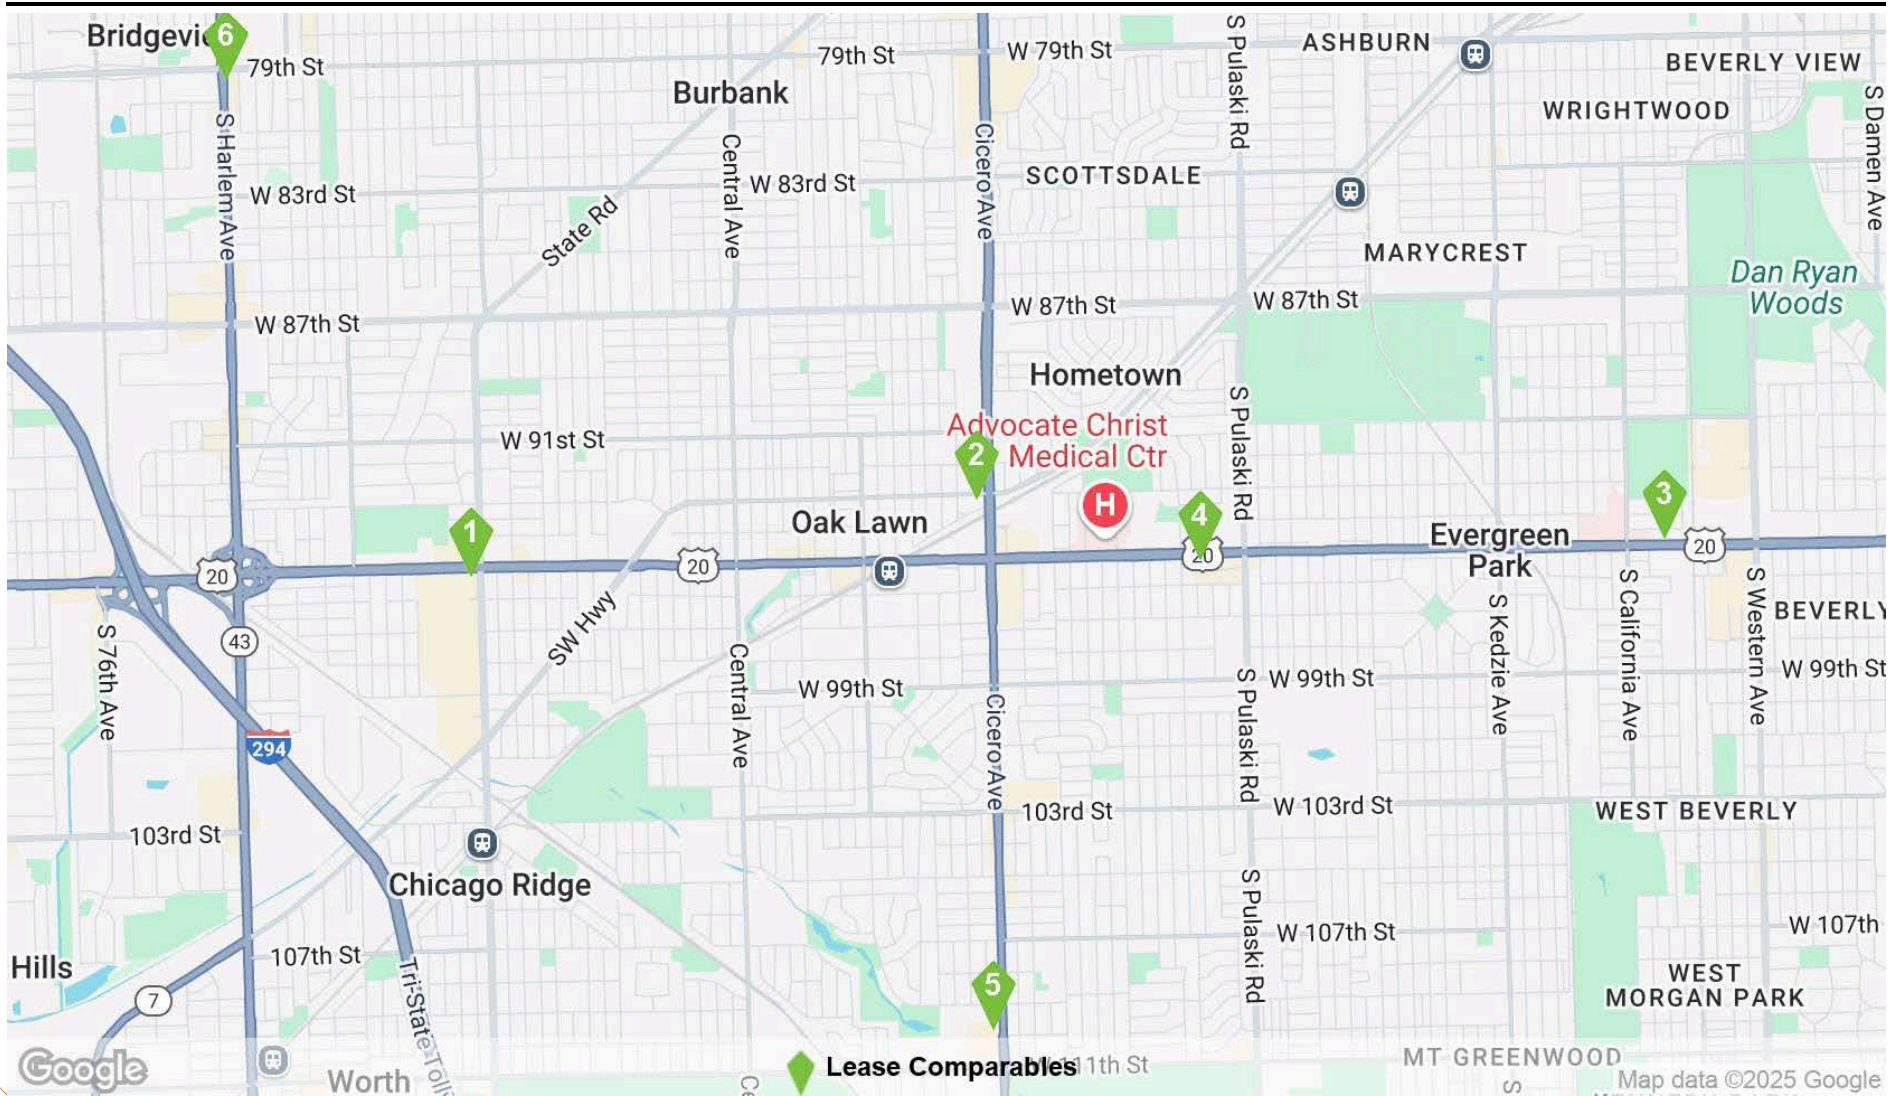 Bridgevi
6
79th St
79th St
W 79th St
S Pulaski Rd
ASHBURN
BEVERLY VIEW
Burbank
WRIGHTWOOD
S Damen Ave
S Harlem Ave
Central Ave
Cicero Ave
W 83rd St
W 83rd St
SCOTTSDALE
State Rd
MARYCREST
Dan Ryan
Woods
W 87th St
W 87th St
W 87th St
Hometown
S Pulaski Rd
Advocate Christ
Medical Ctr
W 91st St
2
H
3
1
4
Oak Lawn
Evergreen
Park
20
20
20
20
S 76th Ave
43
SW Hwy
S Kedzie Ave
S California Ave
S Western Ave
BEVERLY
Central Ave
W 99th St
S Pulaski Rd
W 99th St
W 99th St
Cicero Ave
294
103rd St
103rd St
W 103rd St
WEST BEVERLY
Chicago Ridge
S Pulaski Rd
107th St
W 107th St
W 107th
Hills
Tri-State Toll
7
5
WEST
MORGAN PARK
Google
Worth
Lease Comparables
11th St
MT GREENWOOD
Ce
S
Map data ©2025 Google